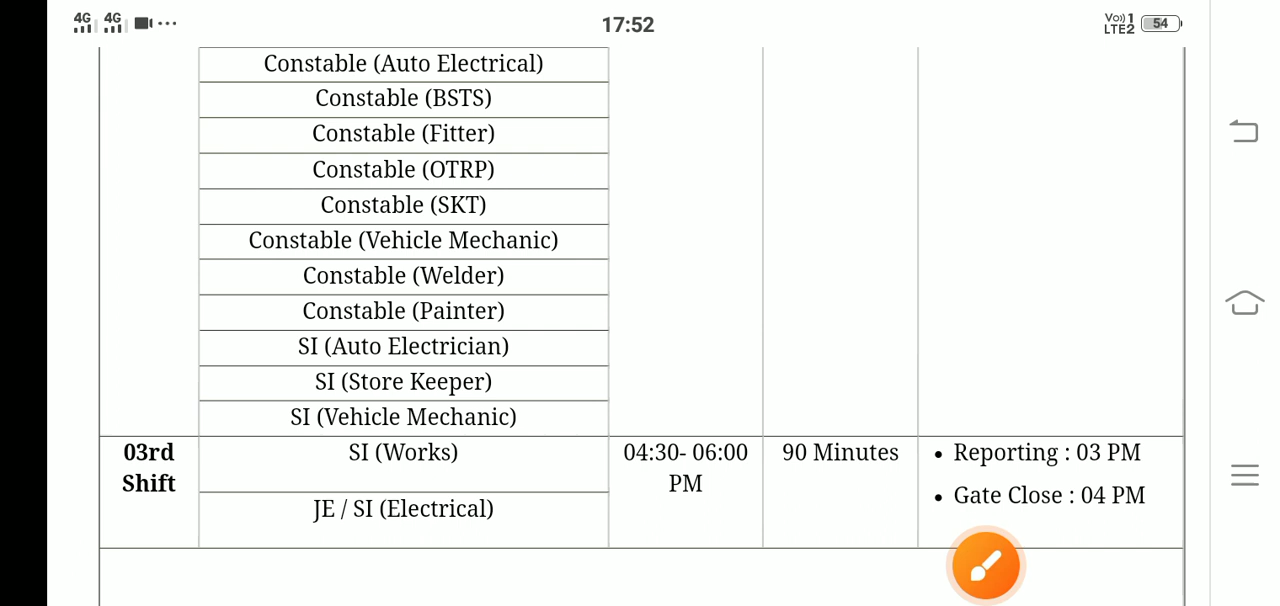 4G 4G 17:52 Vo) 1 LTE2 54
Constable (Auto Electrical)
Constable (BSTS)
Constable (Fitter)
Constable (OTRP)
Constable (SKT)
Constable (Vehicle Mechanic)
Constable (Welder)
Constable (Painter)
SI (Auto Electrician)
SI (Store Keeper)
SI (Vehicle Mechanic)
03rd Shift
SI (Works)
JE / SI (Electrical)
04:30- 06:00
PM
90 Minutes
• Reporting : 03 PM
• Gate Close : 04 PM